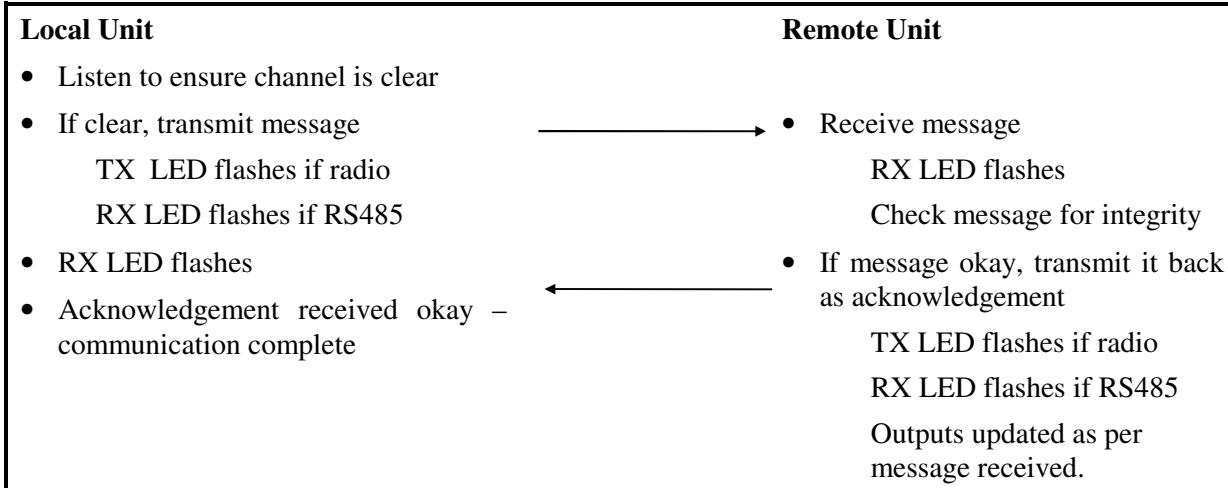 Local Unit
• Listen to ensure channel is clear
• If clear, transmit message
TX LED flashes if radio
RX LED flashes if RS485
• RX LED flashes
• Acknowledgement received okay –
communication complete
Remote Unit
• Receive message
RX LED flashes
Check message for integrity
• If message okay, transmit it back
as acknowledgement
TX LED flashes if radio
RX LED flashes if RS485
Outputs updated as per
message received.